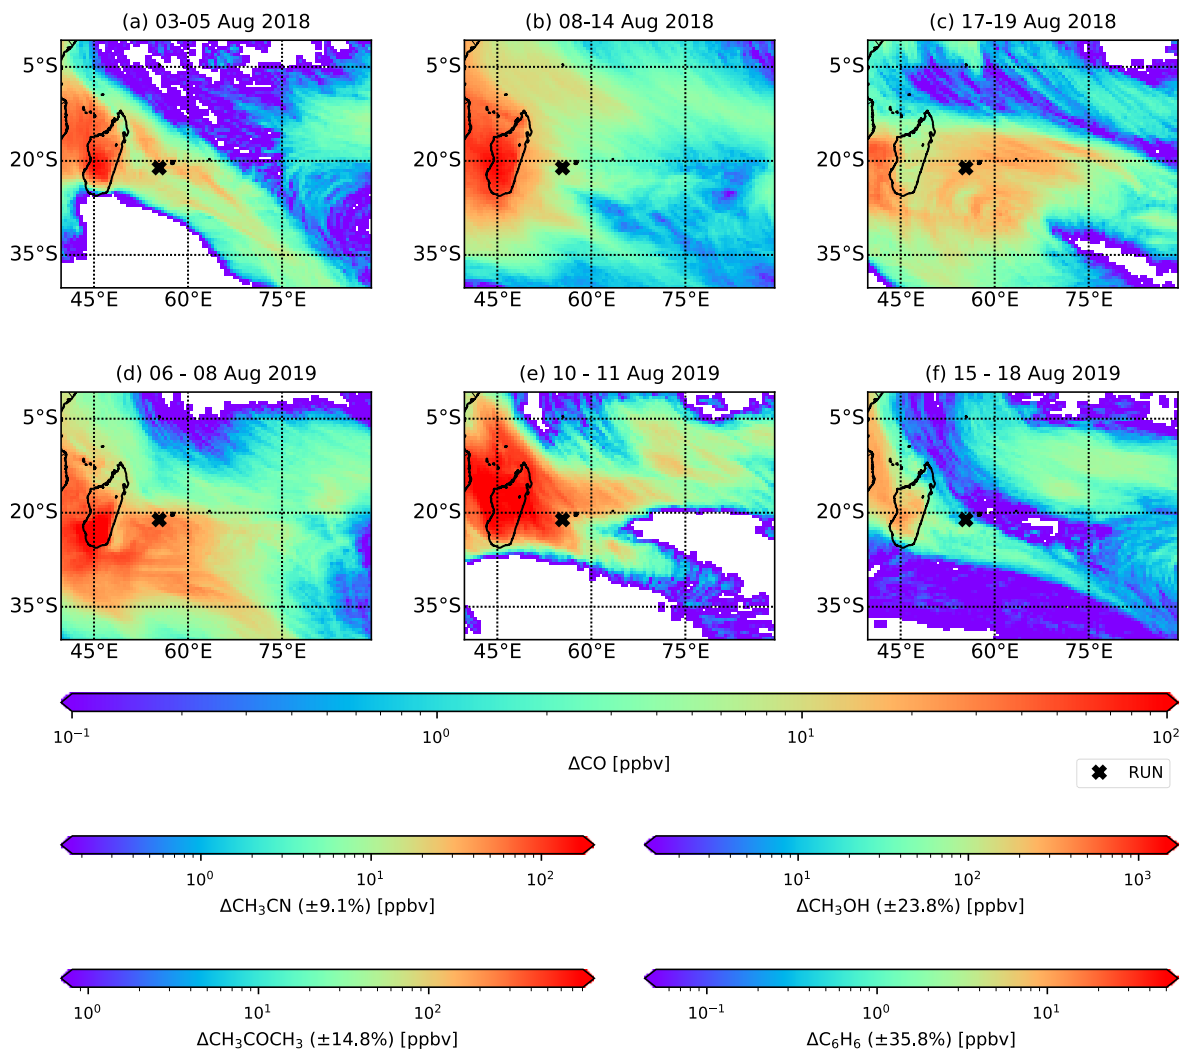 (a) 03-05 Aug 2018
(b) 08-14 Aug 2018
(c) 17-19 Aug 2018
5°S
20°S
35°S
45°E 60°E 75°E
5°S
20°S
35°S
45°E 60°E 75°E
5°S
20°S
35°S
45°E 60°E 75°E
(d) 06 - 08 Aug 2019
(e) 10 - 11 Aug 2019
(f) 15 - 18 Aug 2019
5°S
20°S
35°S
45°E 60°E 75°E
5°S
20°S
35°S
45°E 60°E 75°E
5°S
20°S
35°S
45°E 60°E 75°E
10⁻¹ 10⁰ 10¹ 10²
ΔCO [ppbv]
RUN
10⁰ 10¹ 10²
ΔCH₃CN (±9.1%) [ppbv]
10¹ 10² 10³
ΔCH₃OH (±23.8%) [ppbv]
10⁰ 10¹ 10²
ΔCH₃COCH₃ (±14.8%) [ppbv]
10⁻¹ 10⁰ 10¹
ΔC₆H₆ (±35.8%) [ppbv]